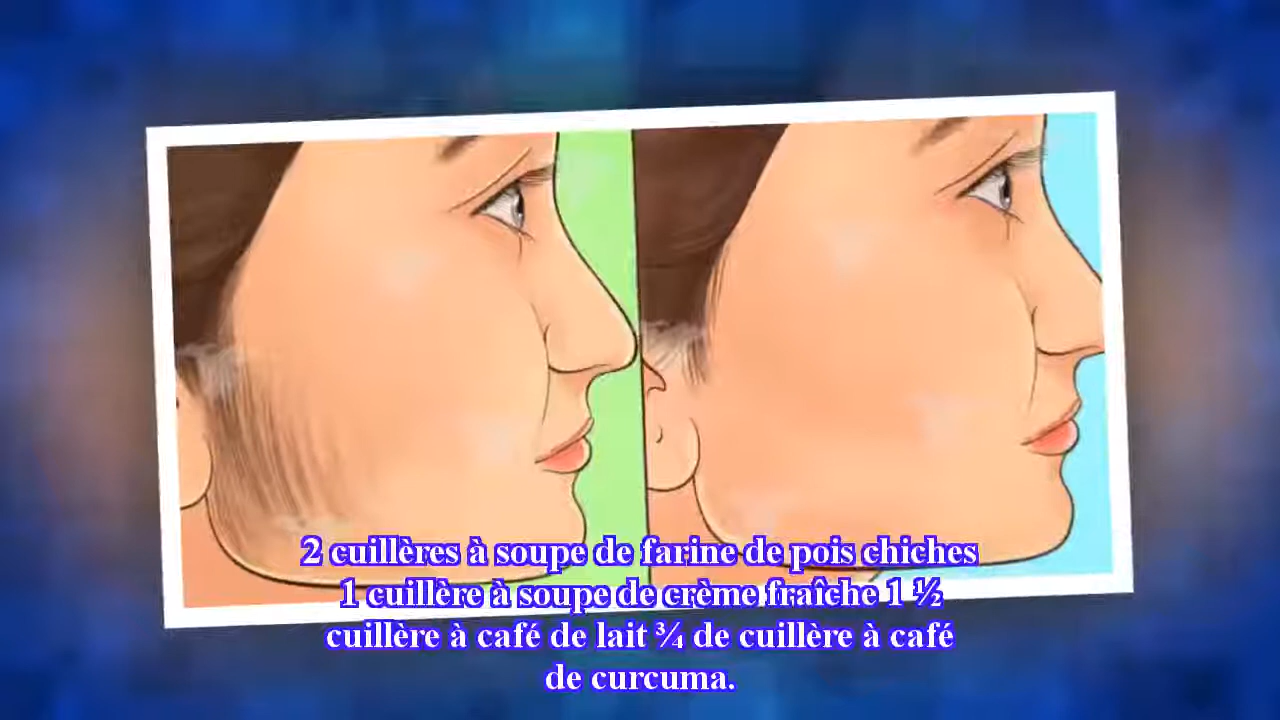 2 cuillères à soupe de farine de pois chiches
1 cuillère à soupe de crème fraîche 1 ½
cuillère à café de lait ¾ de cuillère à café
de curcuma.